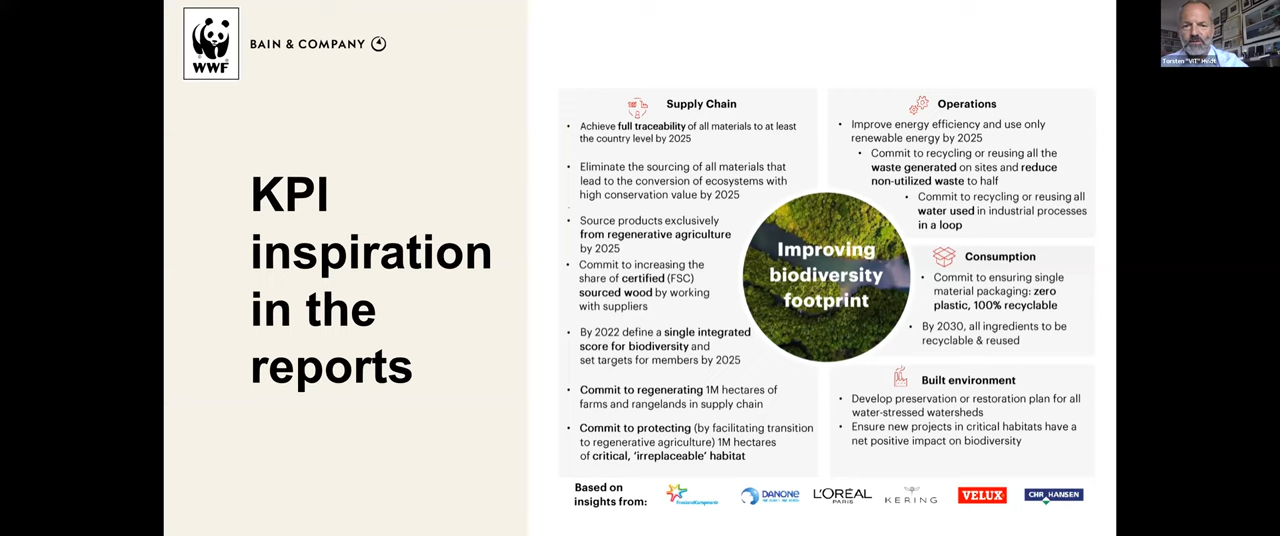 WWF
BAIN & COMPANY
KPI
inspiration
in the
reports
Supply Chain
• Achieve full traceability of all materials to at least
the country level by 2025
• Eliminate the sourcing of all materials that
lead to the conversion of ecosystems with
high conservation value by 2025
• Source products exclusively
from regenerative agriculture
by 2025
• Commit to increasing the
share of certified (FSC)
sourced wood by working
with suppliers
• By 2022 define a single integrated
score for biodiversity and
set targets for members by 2025
• Commit to regenerating 1M hectares of
farms and rangelands in supply chain
• Commit to protecting (by facilitating transition
to regenerative agriculture) 1M hectares
of critical, ‘irreplaceable’ habitat
Improving
biodiversity
footprint
Operations
• Improve energy efficiency and use only
renewable energy by 2025
• Commit to recycling or reusing all the
waste generated on sites and reduce
non-utilized waste to half
• Commit to recycling or reusing all
water used in industrial processes
in a loop
Consumption
• Commit to ensuring single
material packaging: zero
plastic, 100% recyclable
• By 2030, all ingredients to be
recyclable & reused
Built environment
• Develop preservation or restoration plan for all
water-stressed watersheds
• Ensure new projects in critical habitats have a
net positive impact on biodiversity
Based on
insights from:
DANONE
L'ORÉAL
PARIS
KERING
VELUX
CHR HANSEN
Torsten